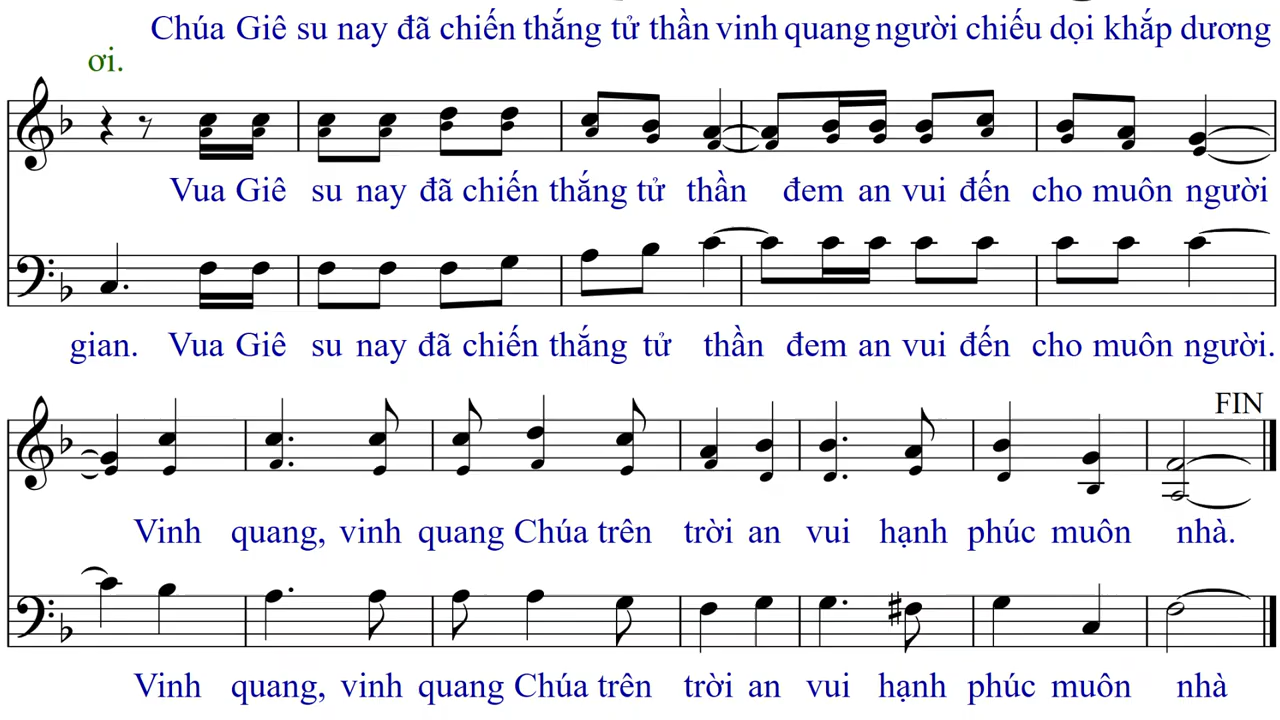 Chúa Giê su nay đã chiến thắng tử thần vinh quang người chiếu dọi khắp dương
ơi.
Vua Giê su nay đã chiến thắng tử thần đem an vui đến cho muôn người
gian. Vua Giê su nay đã chiến thắng tử thần đem an vui đến cho muôn người.
FIN
Vinh quang, vinh quang Chúa trên trời an vui hạnh phúc muôn nhà.
Vinh quang, vinh quang Chúa trên trời an vui hạnh phúc muôn nhà